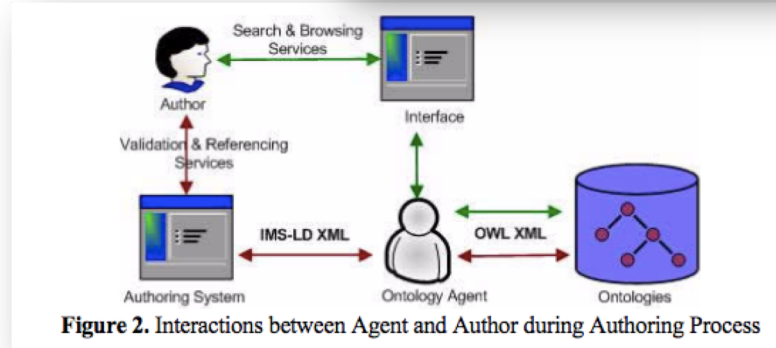 Search & Browsing
Services
Author
Interface
Validation & Referencing
Services
IMS-LD XML
OWL XML
Authoring System
Ontology Agent
Ontologies
Figure 2. Interactions between Agent and Author during Authoring Process